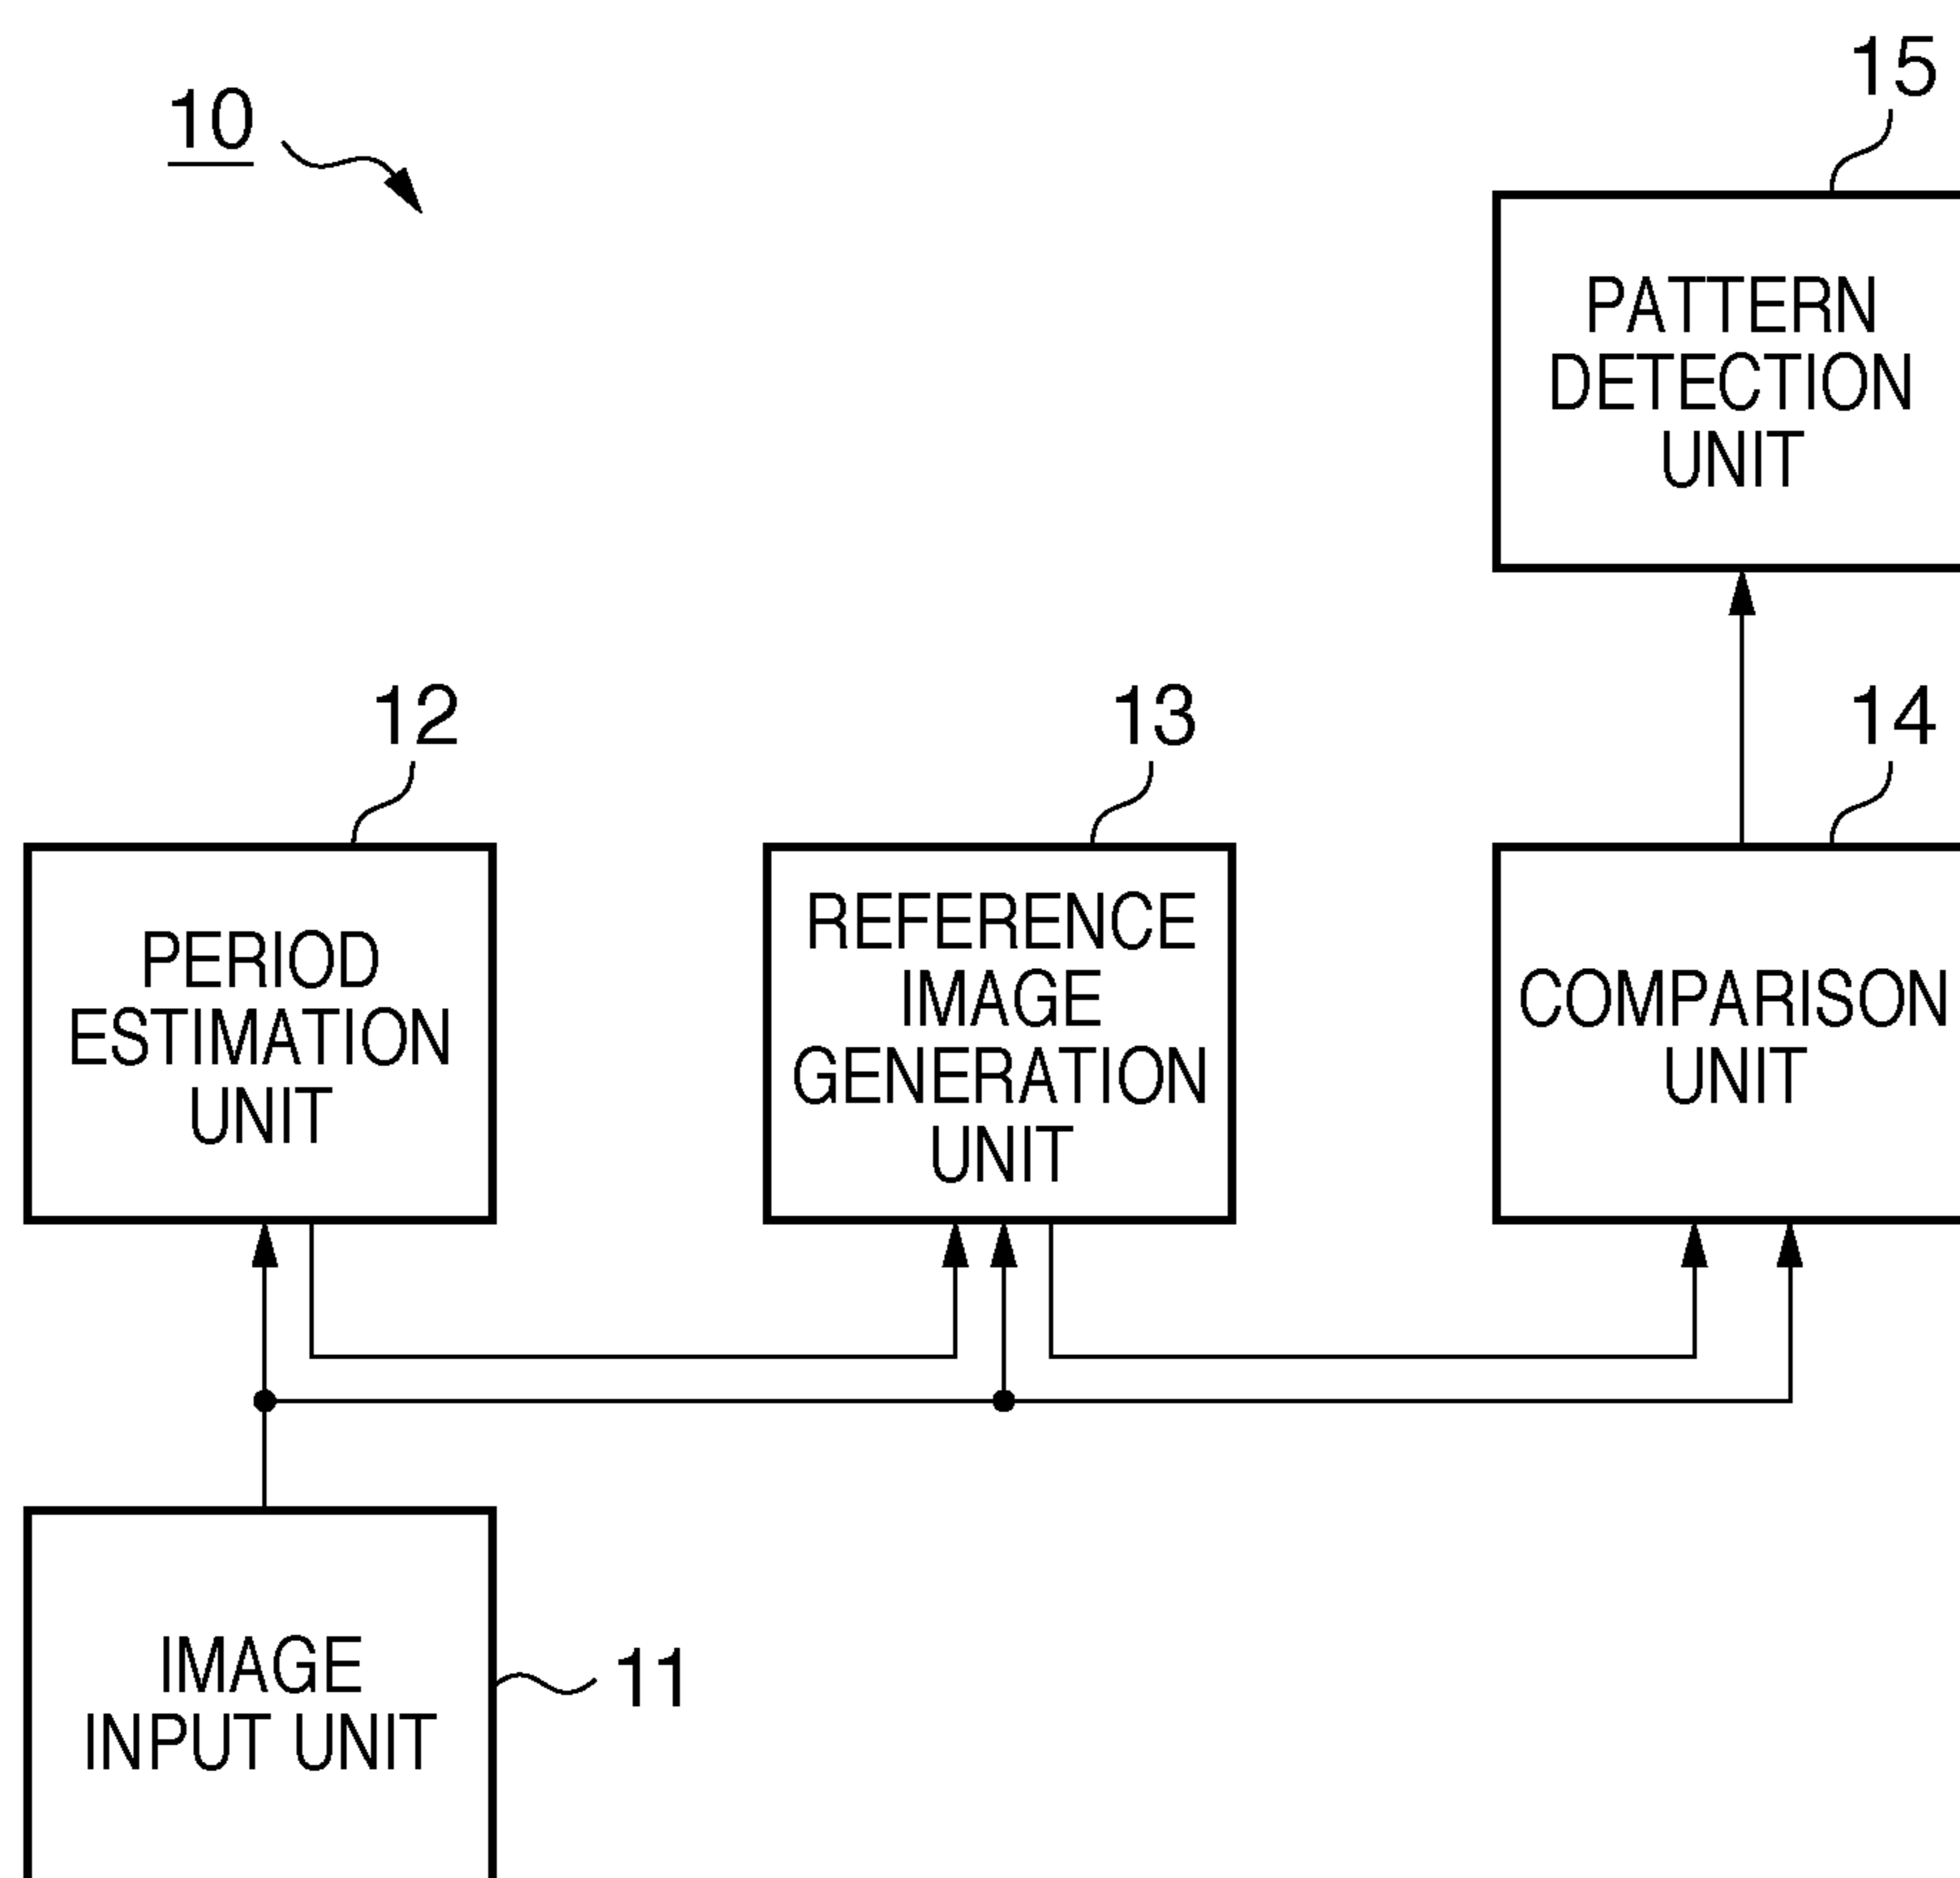 10
15
PATTERN
DETECTION
UNIT
12
13
14
PERIOD
ESTIMATION
UNIT
REFERENCE
IMAGE
GENERATION
UNIT
COMPARISON
UNIT
IMAGE
INPUT UNIT
11